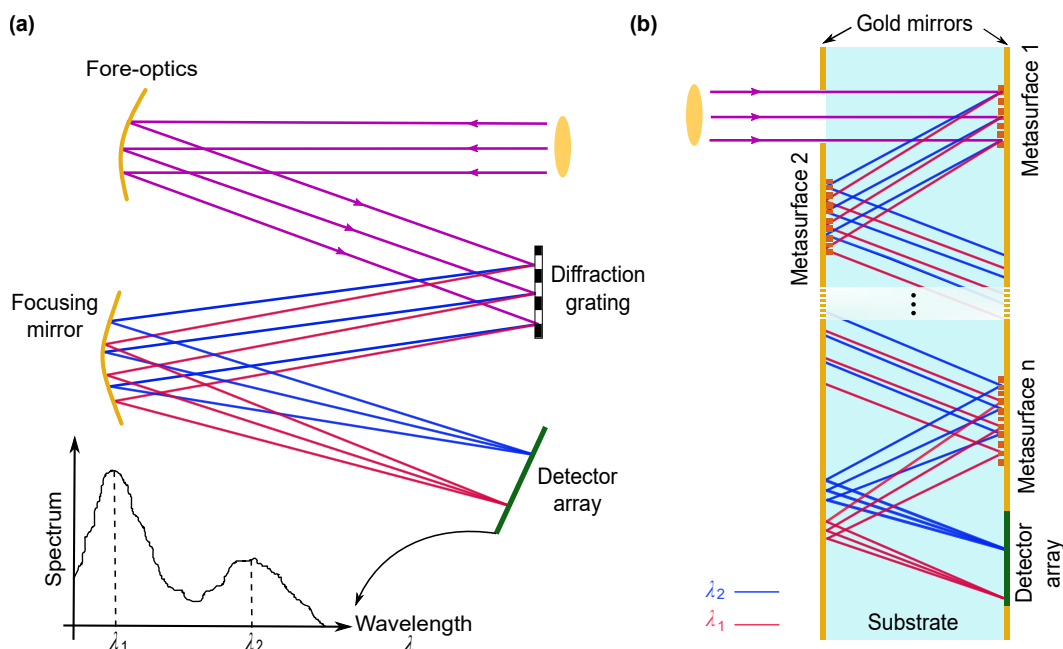 (a)
Fore-optics
Diffraction
grating
Focusing
mirror
Detector
array
Spectrum
Wavelength
λ1
λ2
λ
(b)
Gold mirrors
Metasurface 1
Metasurface 2
Metasurface n
Detector
array
λ2
λ1
Substrate